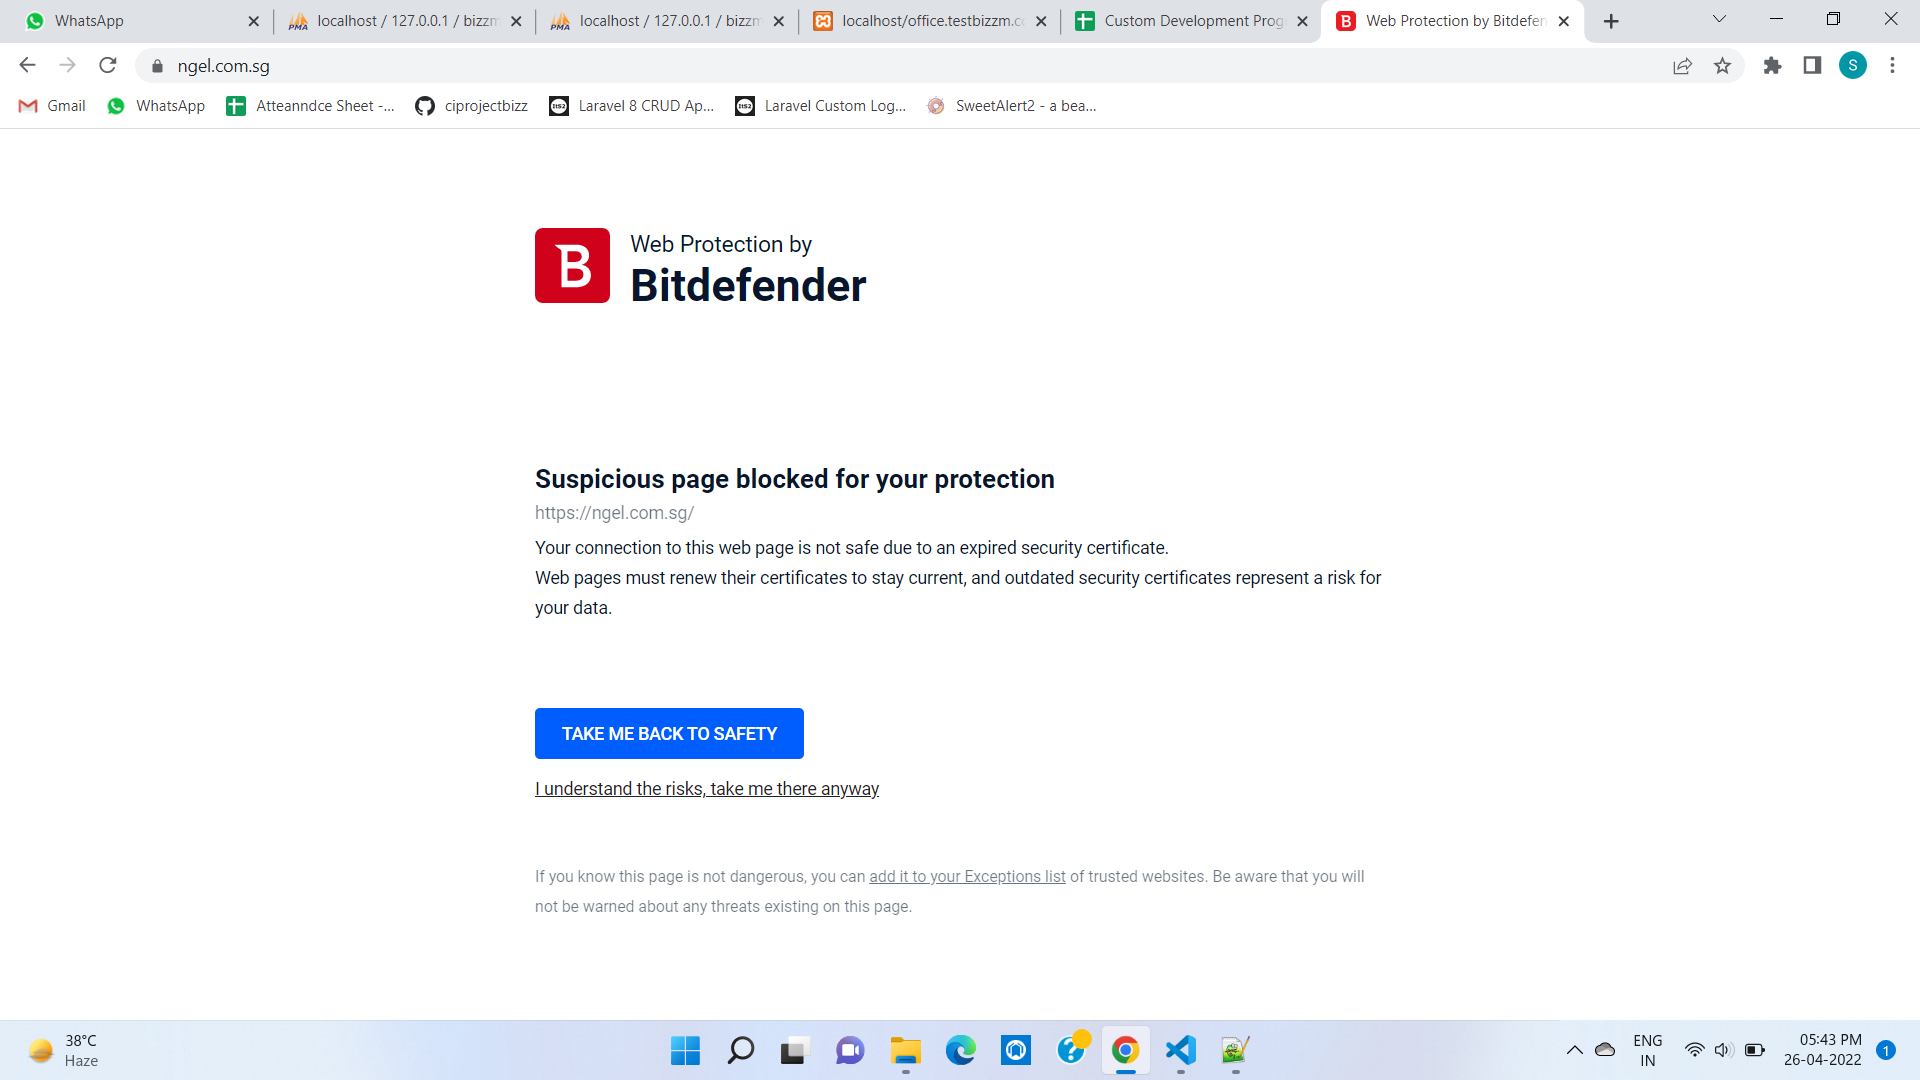 WhatsApp
localhost / 127.0.0.1 / bizzm
localhost / 127.0.0.1 / bizzm
localhost/office.testbizzm.co
Custom Development Prog
Web Protection by Bitdefen
ngel.com.sg
S
Gmail
WhatsApp
Atteanndce Sheet -...
ciprojectbizz
Laravel 8 CRUD Ap...
Laravel Custom Log...
SweetAlert2 - a bea...
B
Web Protection by
Bitdefender
Suspicious page blocked for your protection
https://ngel.com.sg/
Your connection to this web page is not safe due to an expired security certificate.
Web pages must renew their certificates to stay current, and outdated security certificates represent a risk for
your data.
TAKE ME BACK TO SAFETY
I understand the risks, take me there anyway
If you know this page is not dangerous, you can add it to your Exceptions list of trusted websites. Be aware that you will
not be warned about any threats existing on this page.
38°C
Haze
ENG
IN
05:43 PM
26-04-2022
1